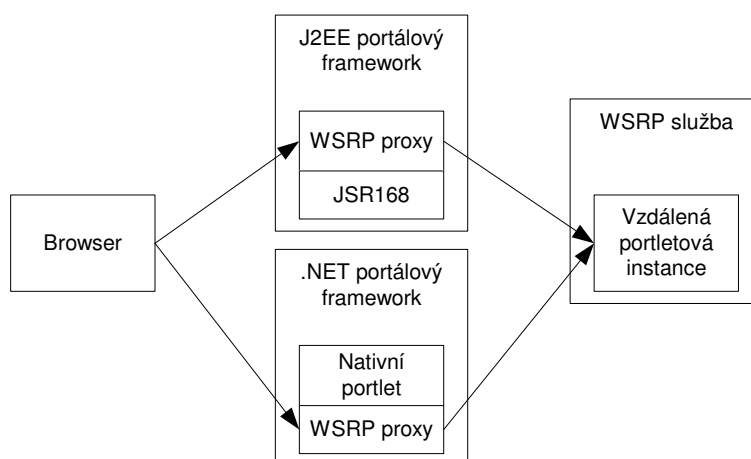 J2EE portálový
framework
WSRP proxy
JSR168
Browser
.NET portálový
framework
Nativní
portlet
WSRP proxy
WSRP služba
Vzdálená
portletová
instance